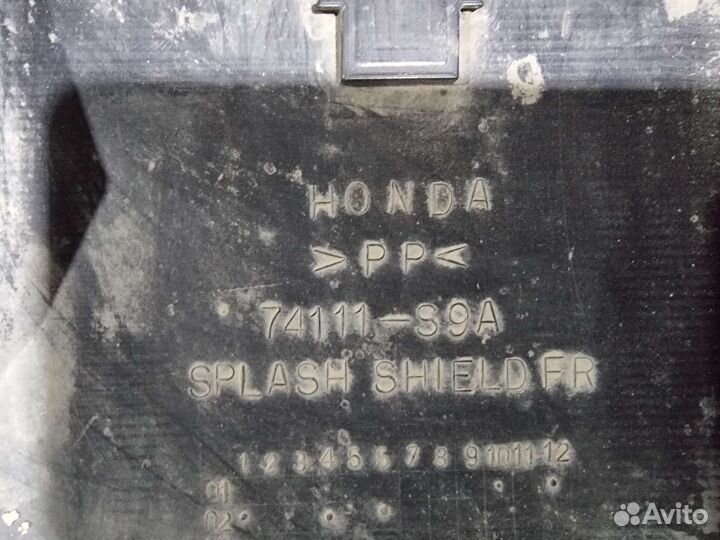 HONDA
>PP<
74111-S9A
SPLASH SHIELD FR
1 2 3 4 5 6 7 8 9 10 11 12
01
02
Avito